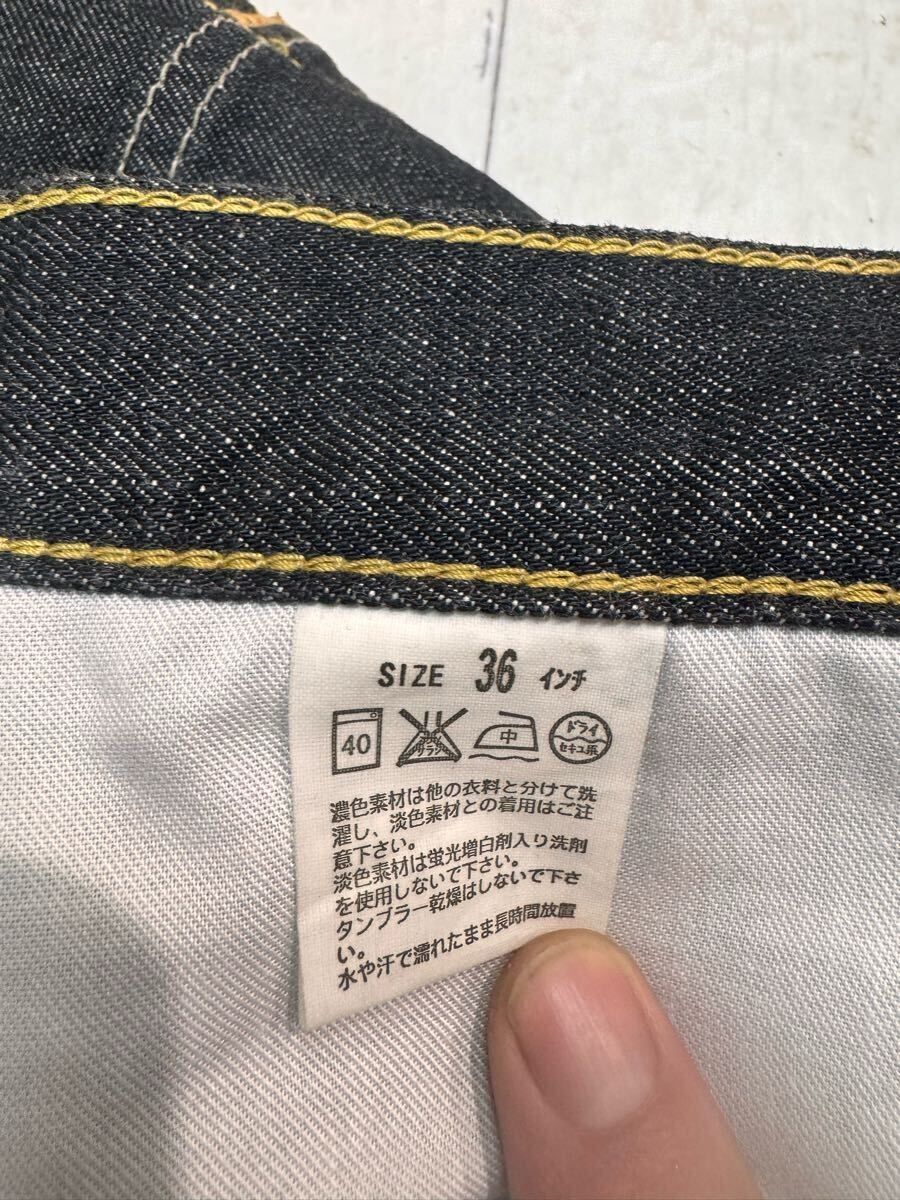 SIZE 36 インチ
40 サラシ 中 ドライ セキユ系
濃色素材は他の衣料と分けて洗
濯し、淡色素材との着用はご注
意下さい。
淡色素材は蛍光増白剤入り洗剤
を使用しないで下さい。
タンブラー乾燥はしないで下さ
い。
水や汗で濡れたまま長時間放置